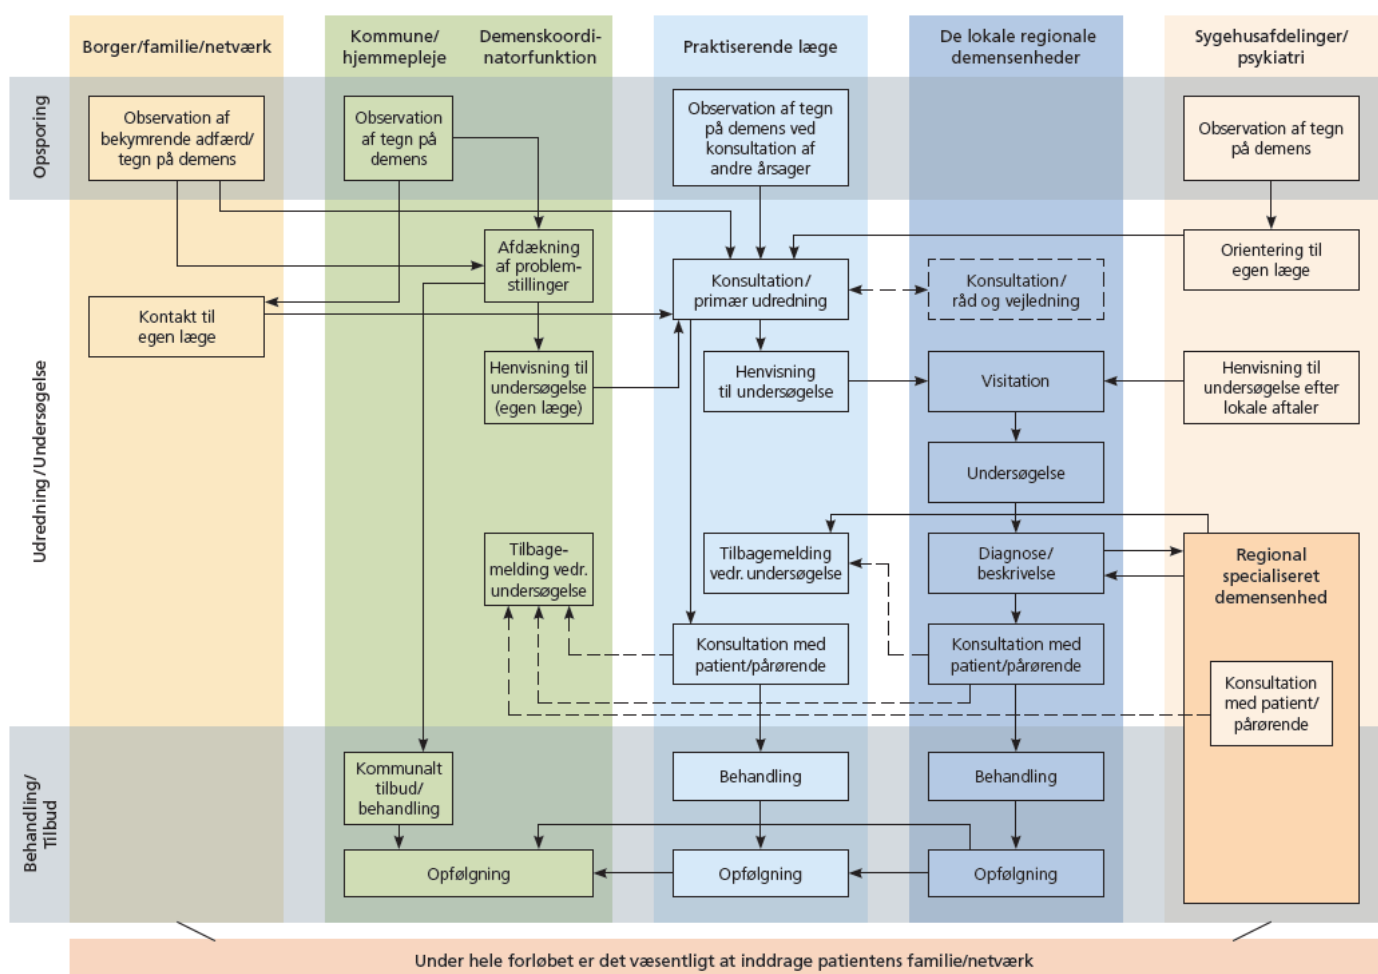 Borger/familie/netværk
Kommune/
hjemmepleje
Demenskoordi-
natorfunktion
Praktiserende læge
De lokale regionale
demensenheder
Sygehusafdelinger/
psykiatri
Opsporing
Observation af
bekymrende adfærd/
tegn på demens
Observation
af tegn på
demens
Observation af tegn
på demens ved
konsultation af
andre årsager
Observation af tegn
på demens
Udredning/Undersøgelse
Afdækning
af problem-
stillinger
Konsultation/
primær udredning
Konsultation/
råd og vejledning
Orientering til
egen læge
Kontakt til
egen læge
Henvisning til
undersøgelse
(egen læge)
Henvisning
til undersøgelse
Visitation
Henvisning til
undersøgelse efter
lokale aftaler
Undersøgelse
Tilbage-
melding vedr.
undersøgelse
Tilbagemelding
vedr. undersøgelse
Diagnose/
beskrivelse
Regional
specialiseret
demensenhed
Konsultation med
patient/pårørende
Konsultation med
patient/pårørende
Konsultation
med patient/
pårørende
Behandling/
Tilbud
Kommunalt
tilbud/
behandling
Behandling
Behandling
Opfølgning
Opfølgning
Opfølgning
Under hele forløbet er det væsentligt at inddrage patientens familie/netværk